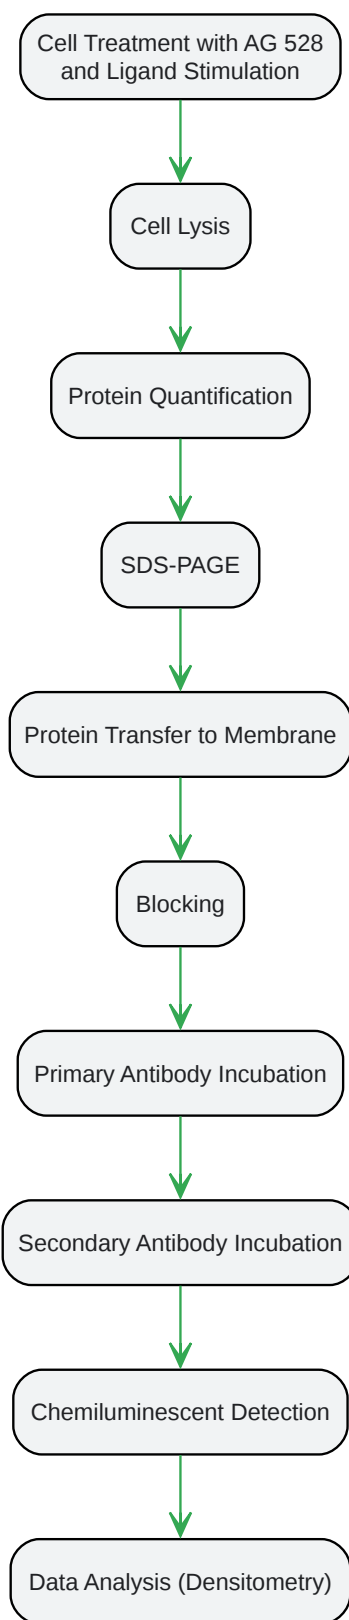 Cell Treatment with AG 528
and Ligand Stimulation
Cell Lysis
Protein Quantification
SDS-PAGE
Protein Transfer to Membrane
Blocking
Primary Antibody Incubation
Secondary Antibody Incubation
Chemiluminescent Detection
Data Analysis (Densitometry)